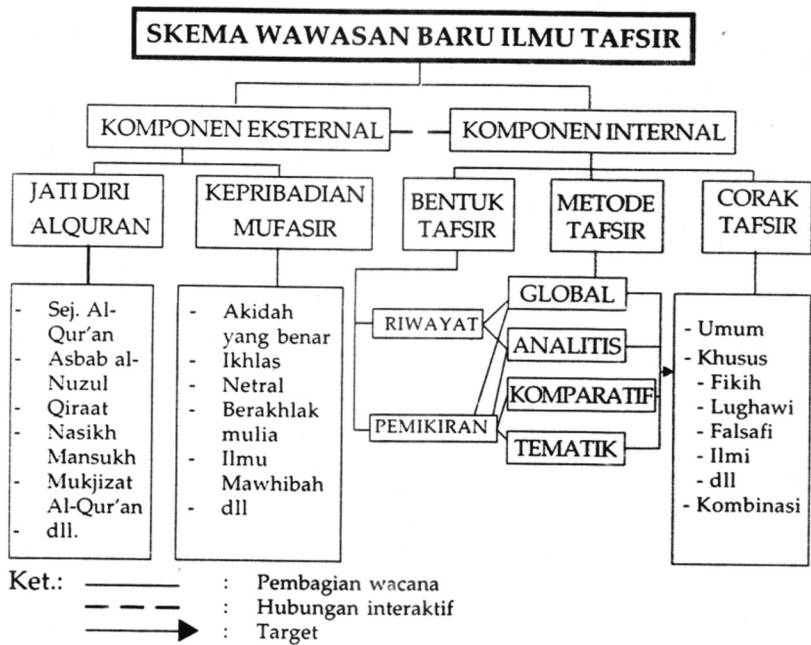 SKEMA WAWASAN BARU ILMU TAFSIR
KOMPONEN EKSTERNAL
KOMPONEN INTERNAL
JATI DIRI
ALQURAN
KEPRIBADIAN
MUFASIR
BENTUK
TAFSIR
METODE
TAFSIR
CORAK
TAFSIR
- Sej. Al-
Qur'an
- Asbab al-
Nuzul
- Qiraat
- Nasikh
Mansukh
- Mukjizat
Al-Qur'an
- dll.
- Akidah
yang benar
- Ikhlas
- Netral
- Berakhlak
mulia
- Ilmu
Mawhibah
- dll
RIWAYAT
PEMIKIRAN
GLOBAL
ANALITIS
KOMPARATIF
TEMATIK
- Umum
- Khusus
- Fikih
- Lughawi
- Falsafi
- Ilmi
- dll
- Kombinasi
Ket.: : Pembagian wacana
: Hubungan interaktif
: Target